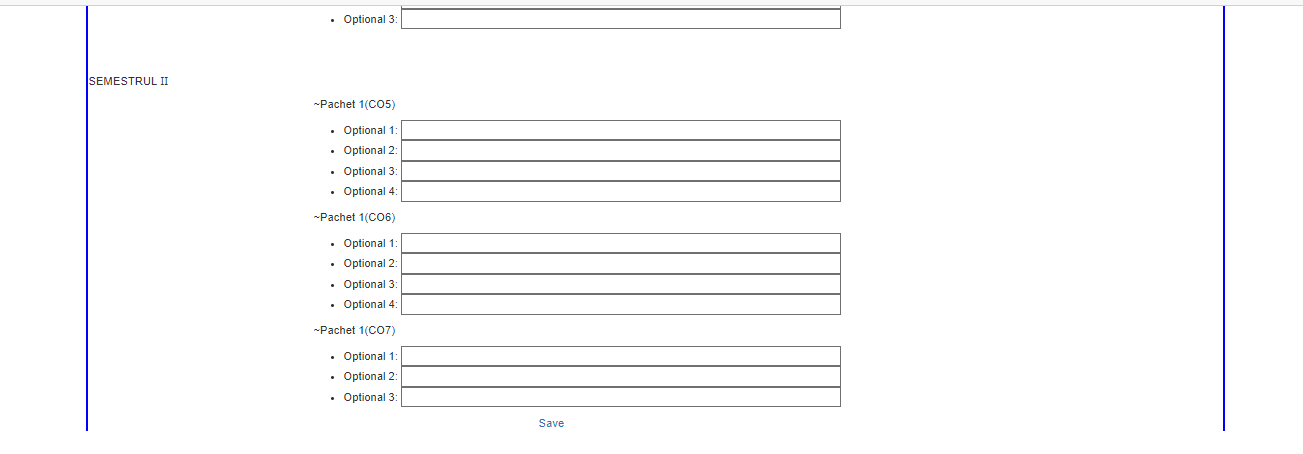 • Optional 3:
SEMESTRUL II
~Pachet 1(CO5)
• Optional 1:
• Optional 2:
• Optional 3:
• Optional 4:
~Pachet 1(CO6)
• Optional 1:
• Optional 2:
• Optional 3:
• Optional 4:
~Pachet 1(CO7)
• Optional 1:
• Optional 2:
• Optional 3:
Save